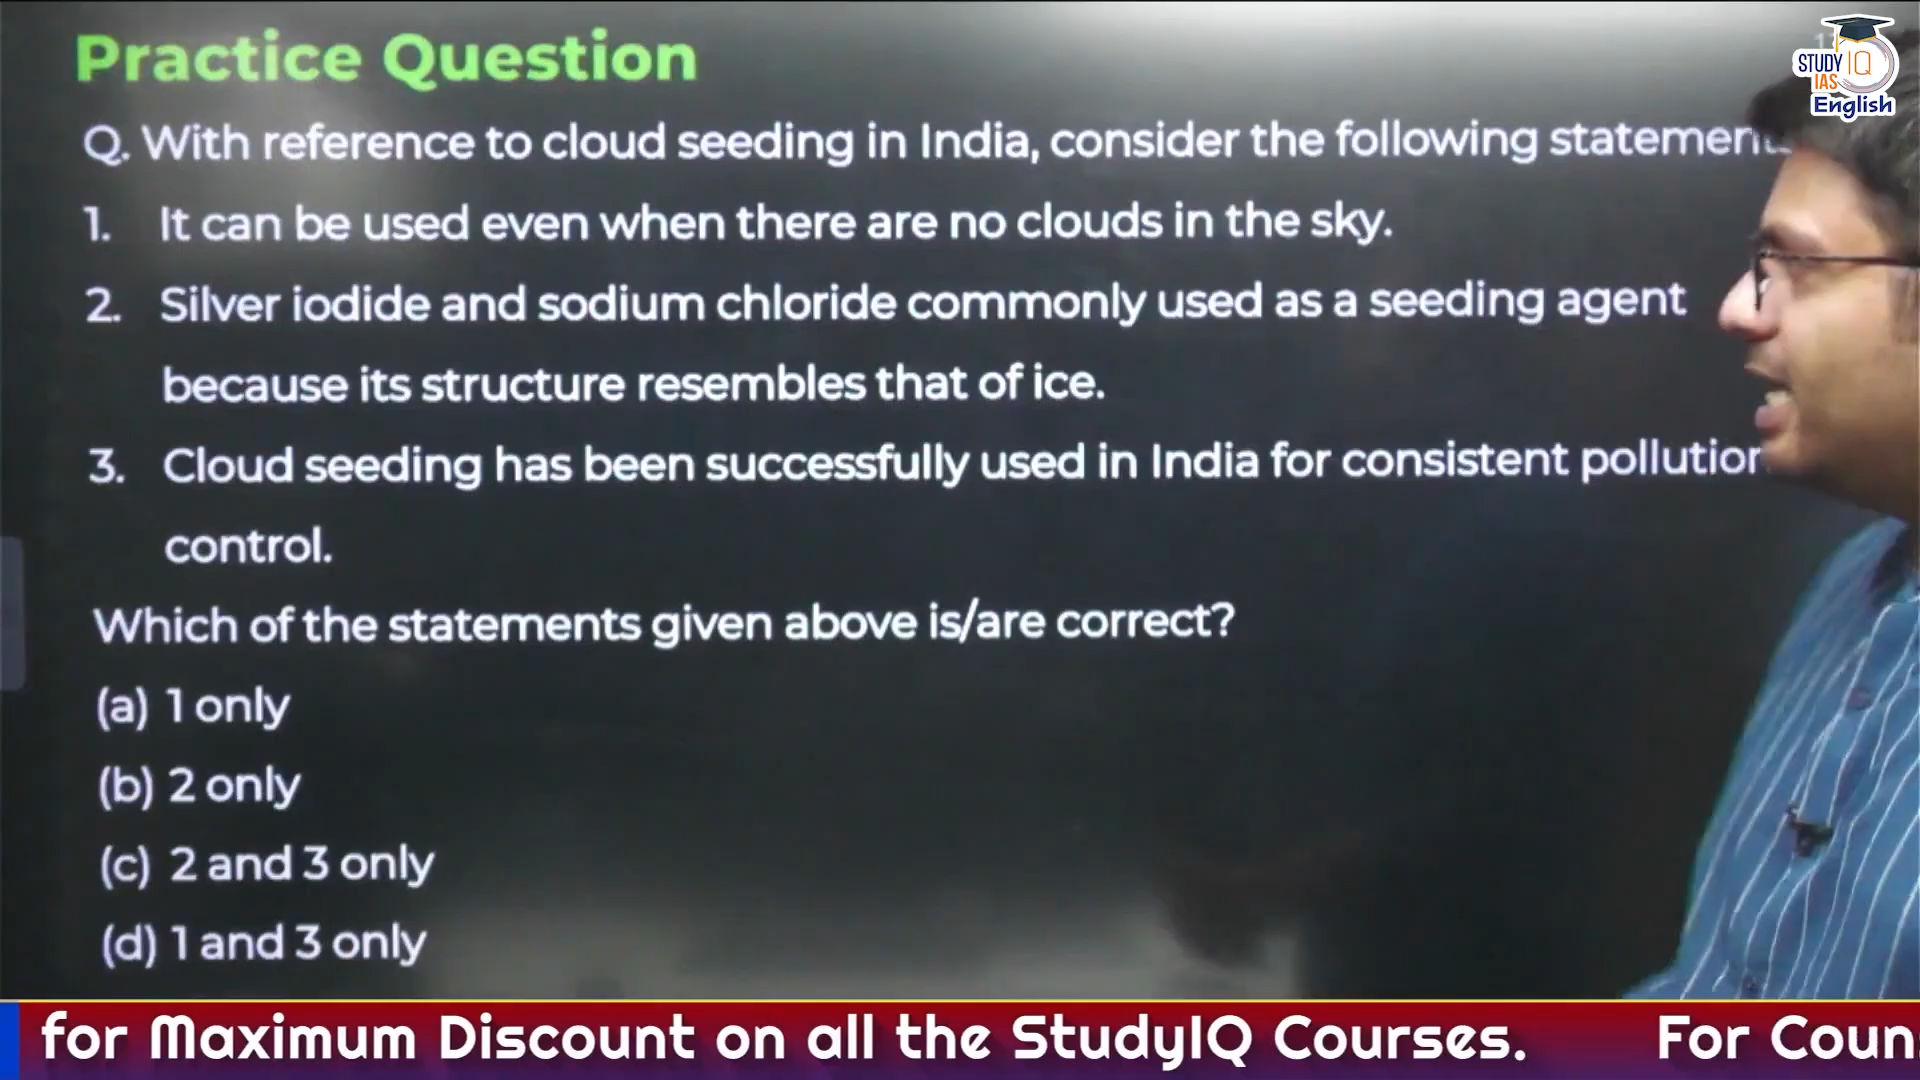 Practice Question
STUDY IQ
IAS
English
Q. With reference to cloud seeding in India, consider the following
1. It can be used even when there are no clouds in the sky.
2. Silver iodide and sodium chloride commonly used as a seeding agent
because its structure resembles that of ice.
3. Cloud seeding has been successfully used in India for consistent
control.
Which of the statements given above is/are correct?
(a) 1 only
(b) 2 only
(c) 2 and 3 only
(d) 1 and 3 only
for Maximum Discount on all the StudyIQ Courses. For